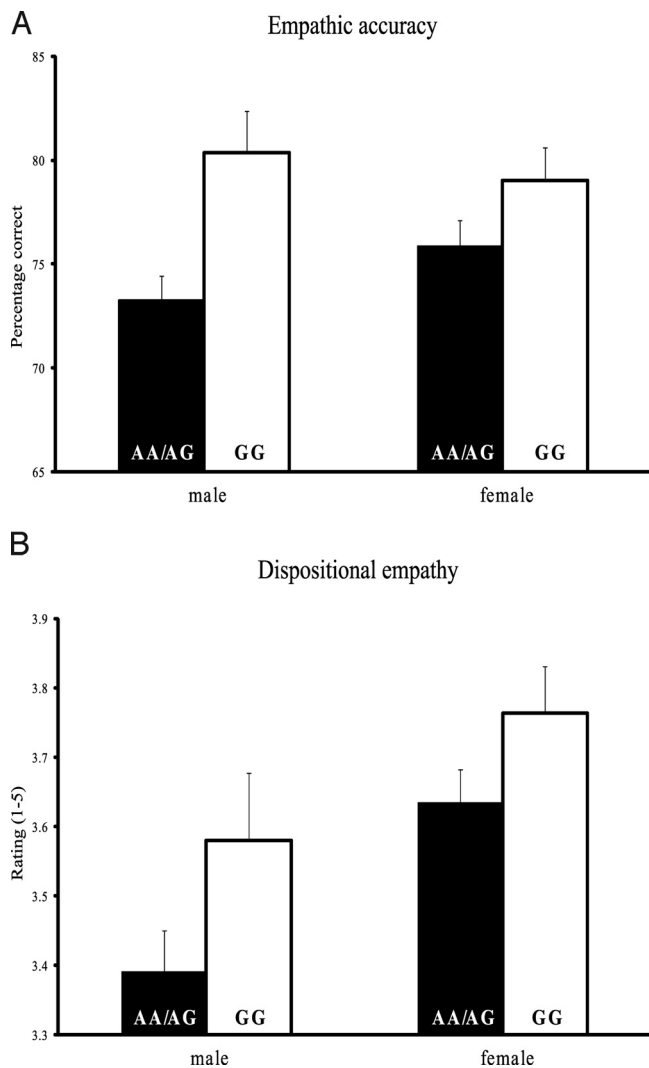 A
Empathic accuracy
85
80
75
70
65
Percentage correct
AA/AG GG AA/AG GG
male female
B
Dispositional empathy
3.9
3.8
3.7
3.6
3.5
3.4
3.3
Rating (1-5)
AA/AG GG AA/AG GG
male female